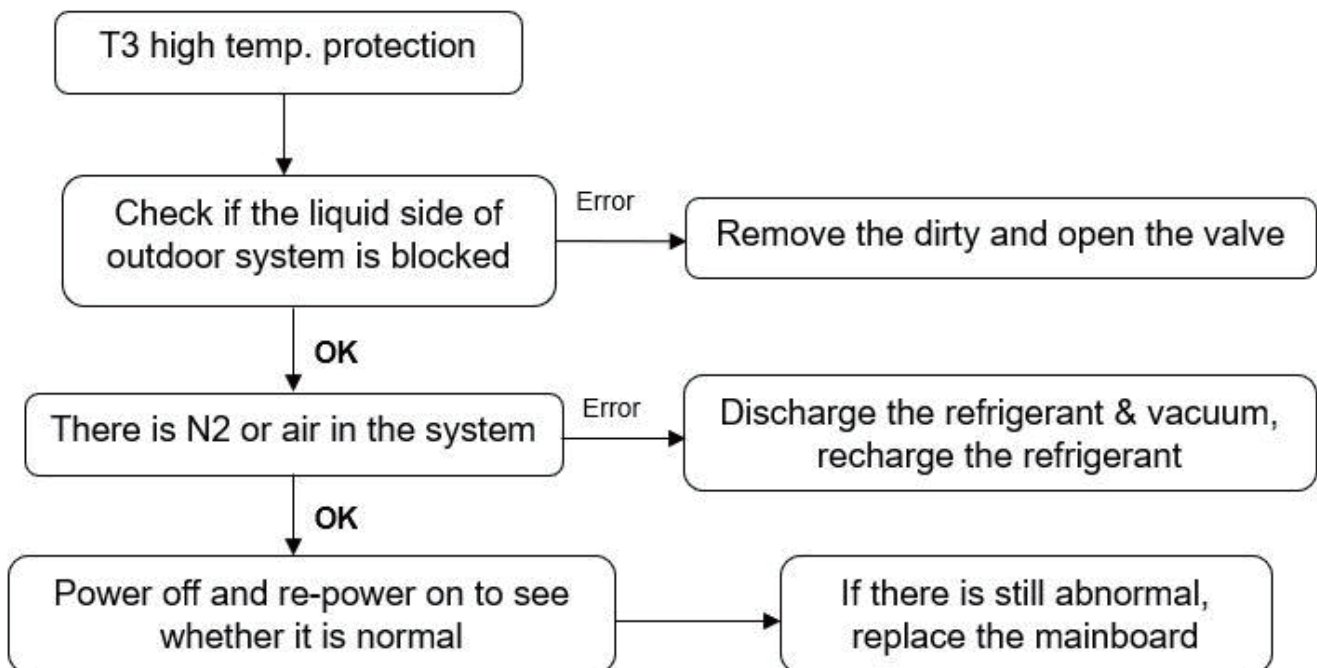 T3 high temp. protection
Check if the liquid side of
outdoor system is blocked
Error
Remove the dirty and open the valve
OK
There is N2 or air in the system
Error
Discharge the refrigerant & vacuum,
recharge the refrigerant
OK
Power off and re-power on to see
whether it is normal
If there is still abnormal,
replace the mainboard